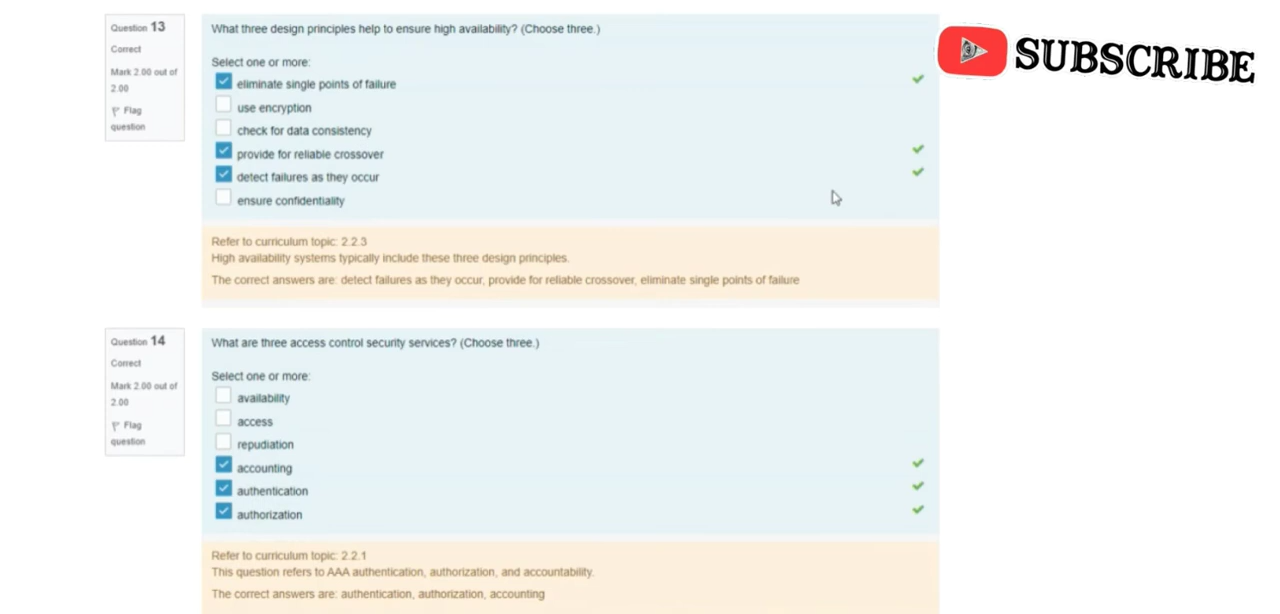 Question 13
Correct
Mark 2.00 out of
2.00
Flag
question
What three design principles help to ensure high availability? (Choose three.)
Select one or more:
eliminate single points of failure
use encryption
check for data consistency
provide for reliable crossover
detect failures as they occur
ensure confidentiality
Refer to curriculum topic: 2.2.3
High availability systems typically include these three design principles.
The correct answers are: detect failures as they occur, provide for reliable crossover, eliminate single points of failure
SUBSCRIBE
Question 14
Correct
Mark 2.00 out of
2.00
Flag
question
What are three access control security services? (Choose three.)
Select one or more:
availability
access
repudiation
accounting
authentication
authorization
Refer to curriculum topic: 2.2.1
This question refers to AAA authentication, authorization, and accountability.
The correct answers are: authentication, authorization, accounting